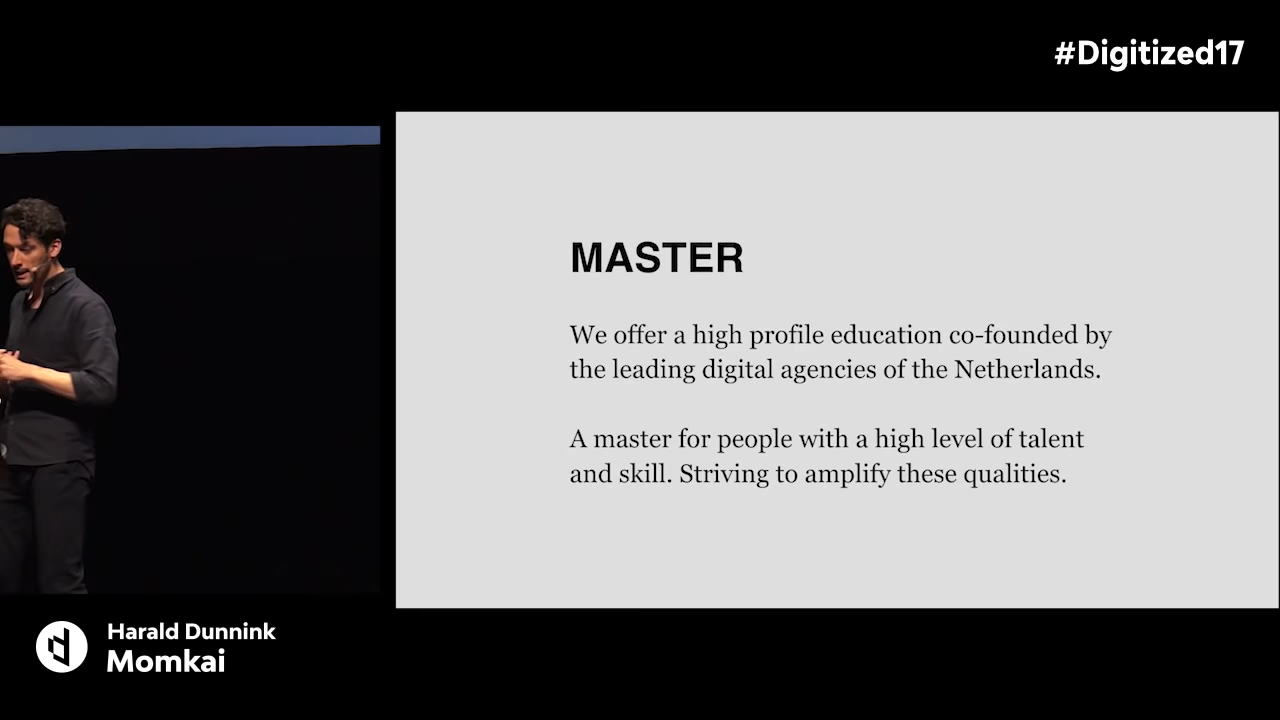 #Digitized17
MASTER
We offer a high profile education co-founded by
the leading digital agencies of the Netherlands.
A master for people with a high level of talent
and skill. Striving to amplify these qualities.
Harald Dunnink
Momkai